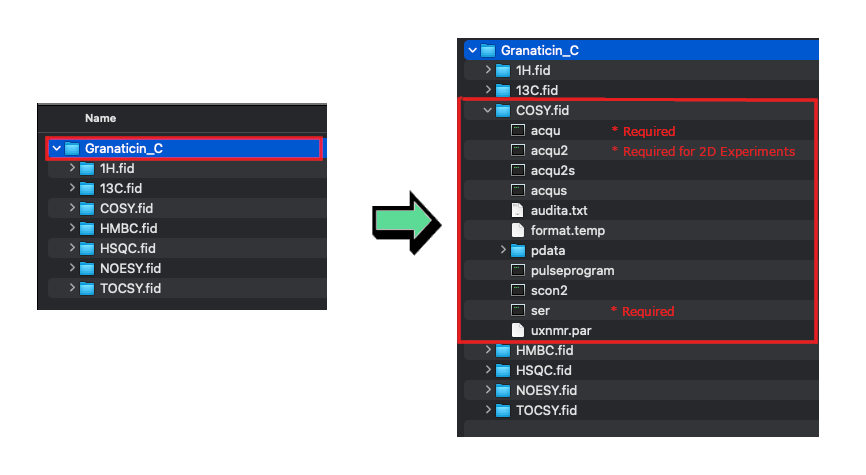 Name
Granaticin_C
1H.fid
13C.fid
COSY.fid
HMBC.fid
HSQC.fid
NOESY.fid
TOCSY.fid
Granaticin_C
1H.fid
13C.fid
COSY.fid
acqu * Required
acqu2 * Required for 2D Experiments
acqu2s
acqus
audita.txt
format.temp
pdata
pulseprogram
scon2
ser * Required
uxnmr.par
HMBC.fid
HSQC.fid
NOESY.fid
TOCSY.fid